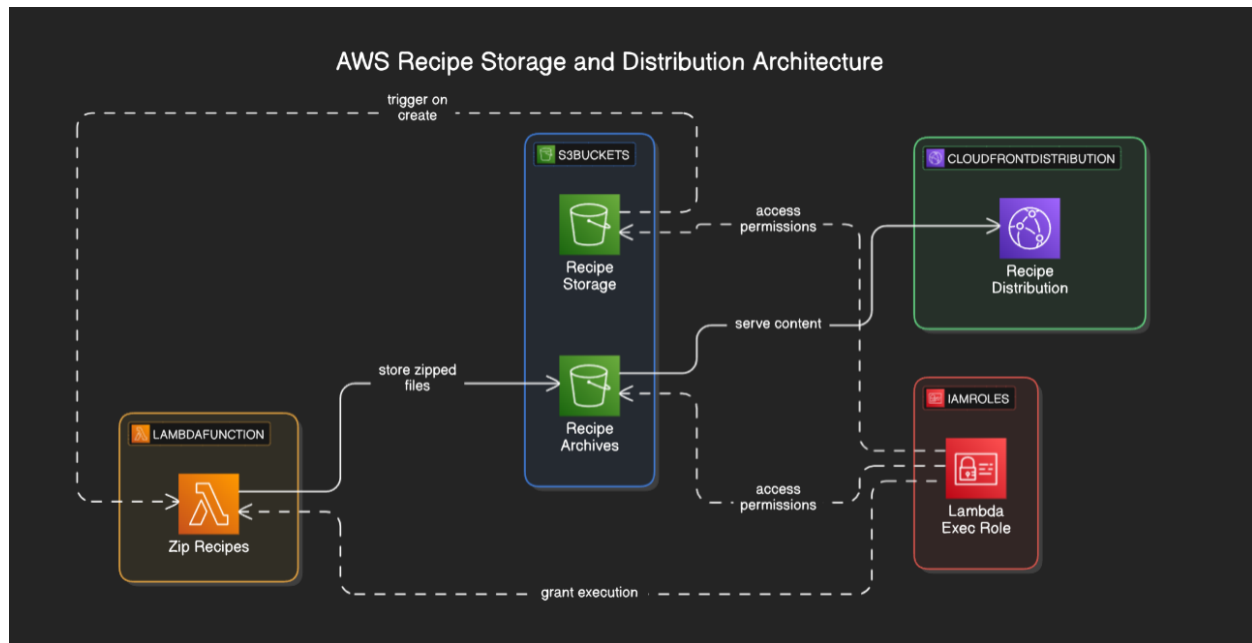 AWS Recipe Storage and Distribution Architecture
trigger on
create
S3BUCKETS
Recipe
Storage
Recipe
Archives
CLOUDFRONTDISTRIBUTION
Recipe
Distribution
access
permissions
serve content
store zipped
files
LAMBDAFUNCTION
Zip Recipes
IAMROLES
Lambda
Exec Role
access
permissions
grant execution